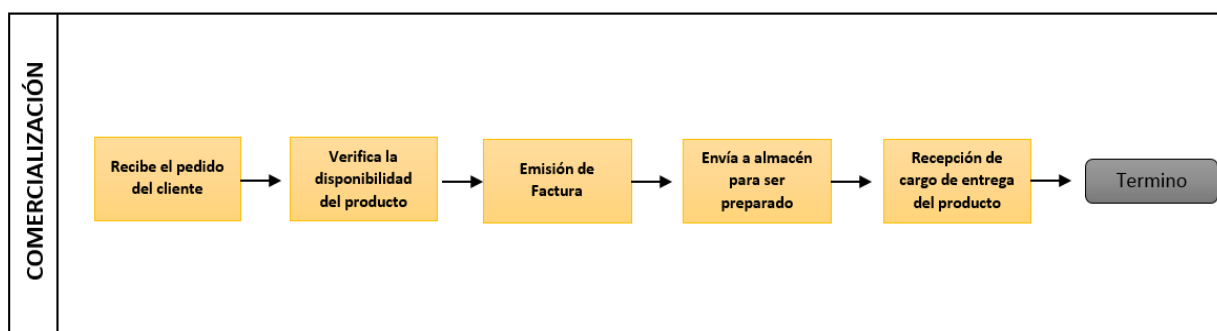 COMERCIALIZACIÓN
Recibe el pedido
del cliente
Verifica la
disponibilidad
del producto
Emisión de
Factura
Envía a almacén
para ser
preparado
Recepción de
cargo de entrega
del producto
Termino